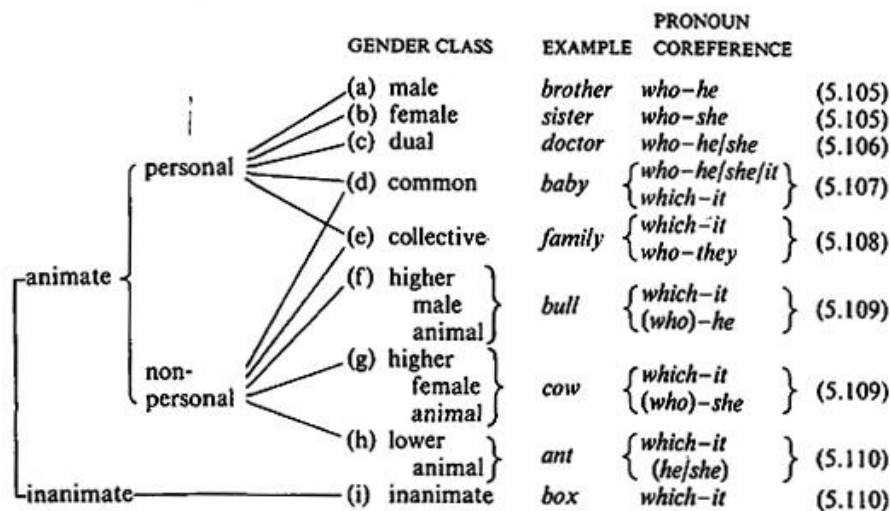 PRONOUN
GENDER CLASS EXAMPLE COREFERENCE
(a) male brother who–he (5.105)
(b) female sister who–she (5.105)
(c) dual doctor who–he/she (5.106)
personal
(d) common baby who–he/she/it (5.107)
which–it
(e) collective family which–it (5.108)
who–they
animate
(f) higher which–it
male bull (5.109)
animal (who)–he
non-
personal
(g) higher which–it
female cow (5.109)
animal (who)–she
(h) lower which–it
animal ant (he/she) (5.110)
inanimate (i) inanimate box which–it (5.110)